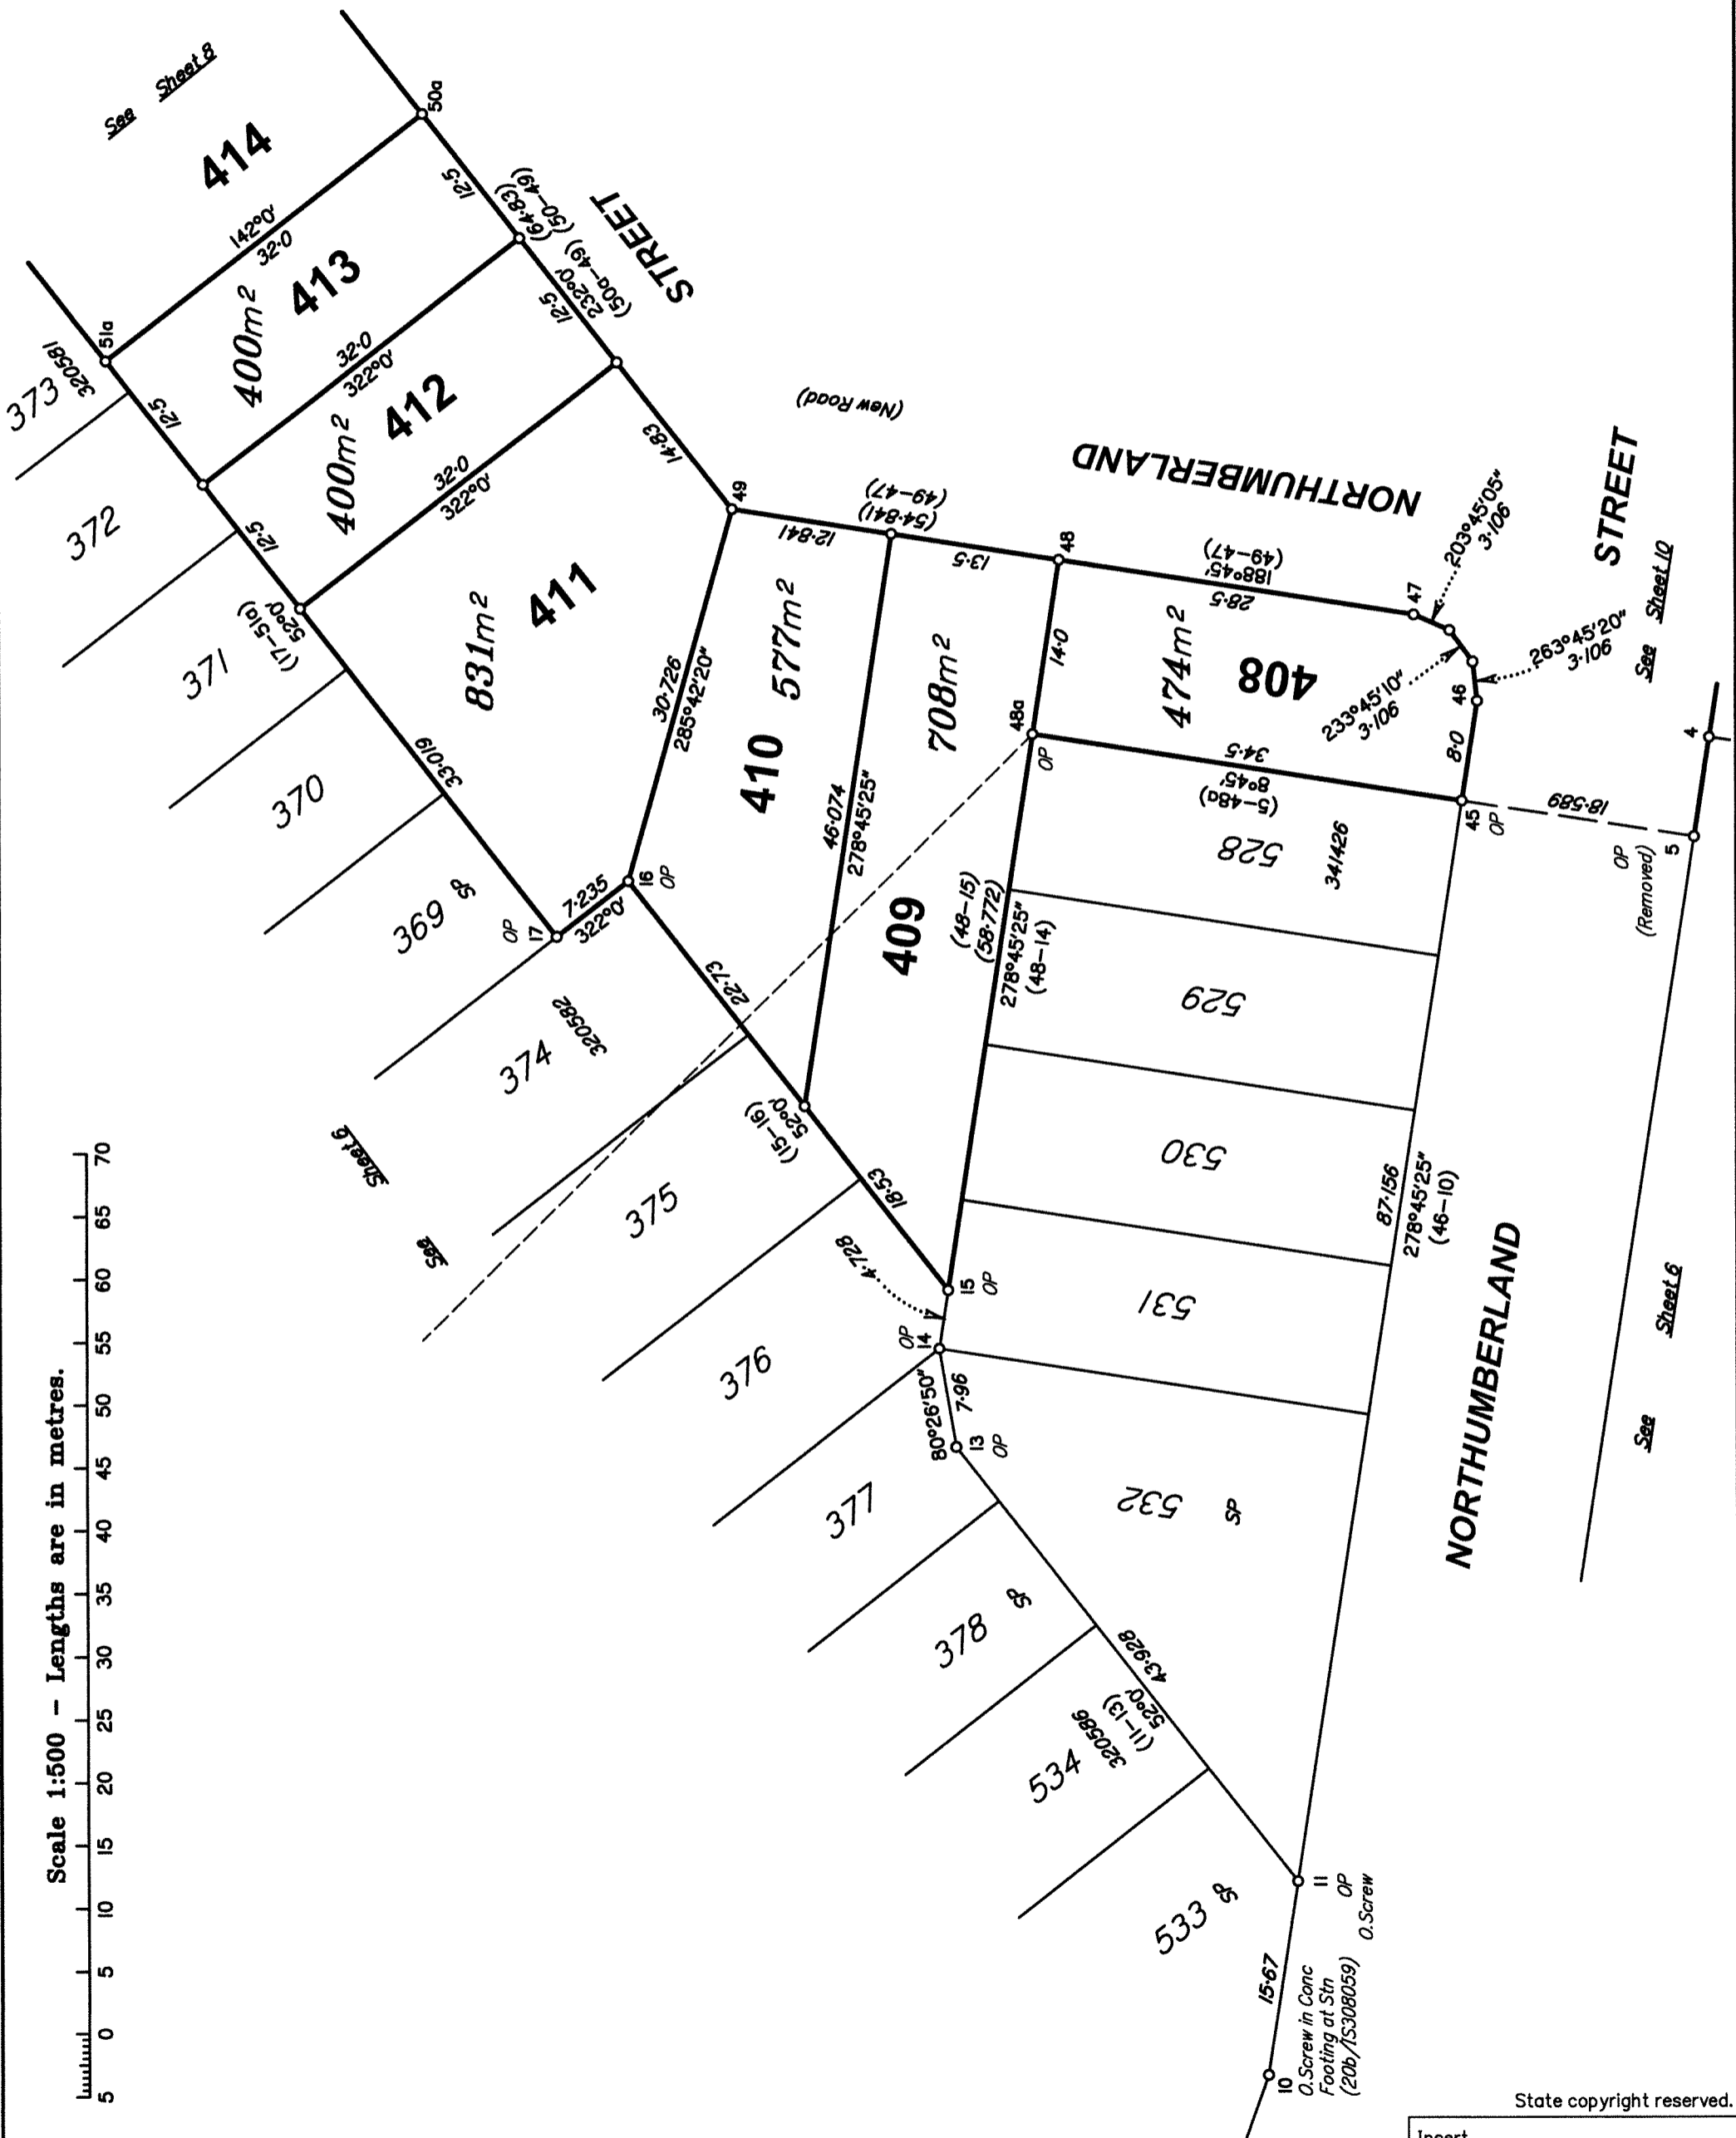 Scale 1:500 – Lengths are in metres.
5 0 5 10 15 20 25 30 35 40 45 50 55 60 65 70
See Sheet 8
414
50a
142°0'
32·0
12·5
413
400m²
51a
373
320581
12·5
32·0
322°0'
(64·83)
(50-49)
12·5
232°0'
(50a-49)
STREET
412
400m²
372
12·5
32·0
322°0'
14·83
(New Road)
411
831m²
(17-51a)
52°0'
371
370
33·019
369
SP
OP
17
7·235
322°0'
16
OP
30·726
285°42'20"
49
12·841
(54·841)
(49-47)
410
577m²
46·074
278°45'25"
13·5
48
NORTHUMBERLAND
708m²
409
14·0
48a
OP
(48-15)
(58·772)
278°45'25"
(48-14)
22·73
374
320582
(15-16)
52°0'
See Sheet 6
375
18·53
4·728
15
OP
376
OP
14
80°26'50"
7·96
13
OP
377
378
SP
43·928
(11-13)
52°0'
320586
534
533
SP
11
OP
O.Screw
15·67
10
O.Screw in Conc
Footing at Stn
(20b/IS308059)
474m²
408
28·5
188°45'
(49-47)
47
203°45'05"
3·106
233°45'10"
3·106
263°45'20"
3·106
46
8·0
34·5
8°45'
(5-48a)
45
OP
18·589
528
341426
529
530
531
532
SP
87·156
278°45'25"
(46-10)
NORTHUMBERLAND
STREET
See Sheet 10
4
5
OP
(Removed)
See Sheet 6
State copyright reserved.